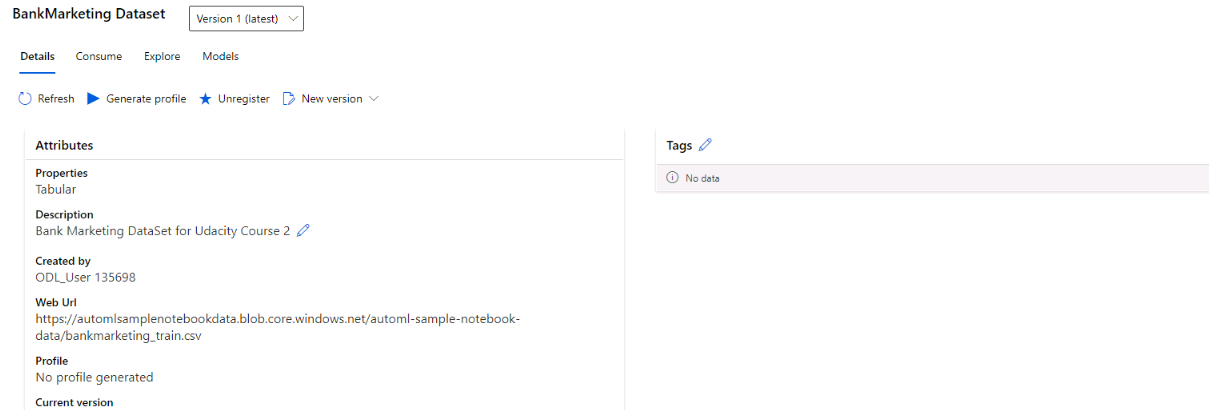 BankMarketing Dataset
Version 1 (latest)
Details Consume Explore Models
Refresh Generate profile Unregister New version
Attributes
Properties
Tabular
Description
Bank Marketing DataSet for Udacity Course 2
Created by
ODL_User 135698
Web Url
https://automlsamplenotebookdata.blob.core.windows.net/automl-sample-notebook-
data/bankmarketing_train.csv
Profile
No profile generated
Current version
Tags
No data